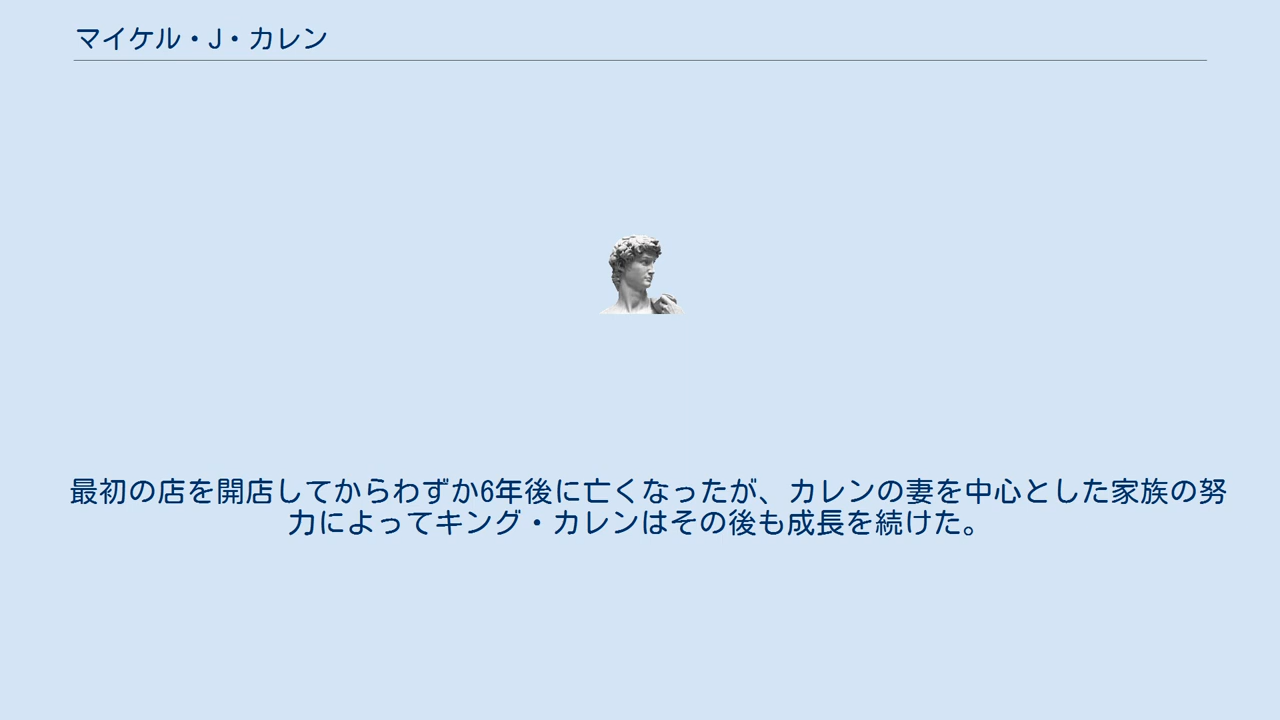 マイケル・J・カレン
最初の店を開店してからわずか6年後に亡くなったが、カレンの妻を中心とした家族の努
力によってキング・カレンはその後も成長を続けた。